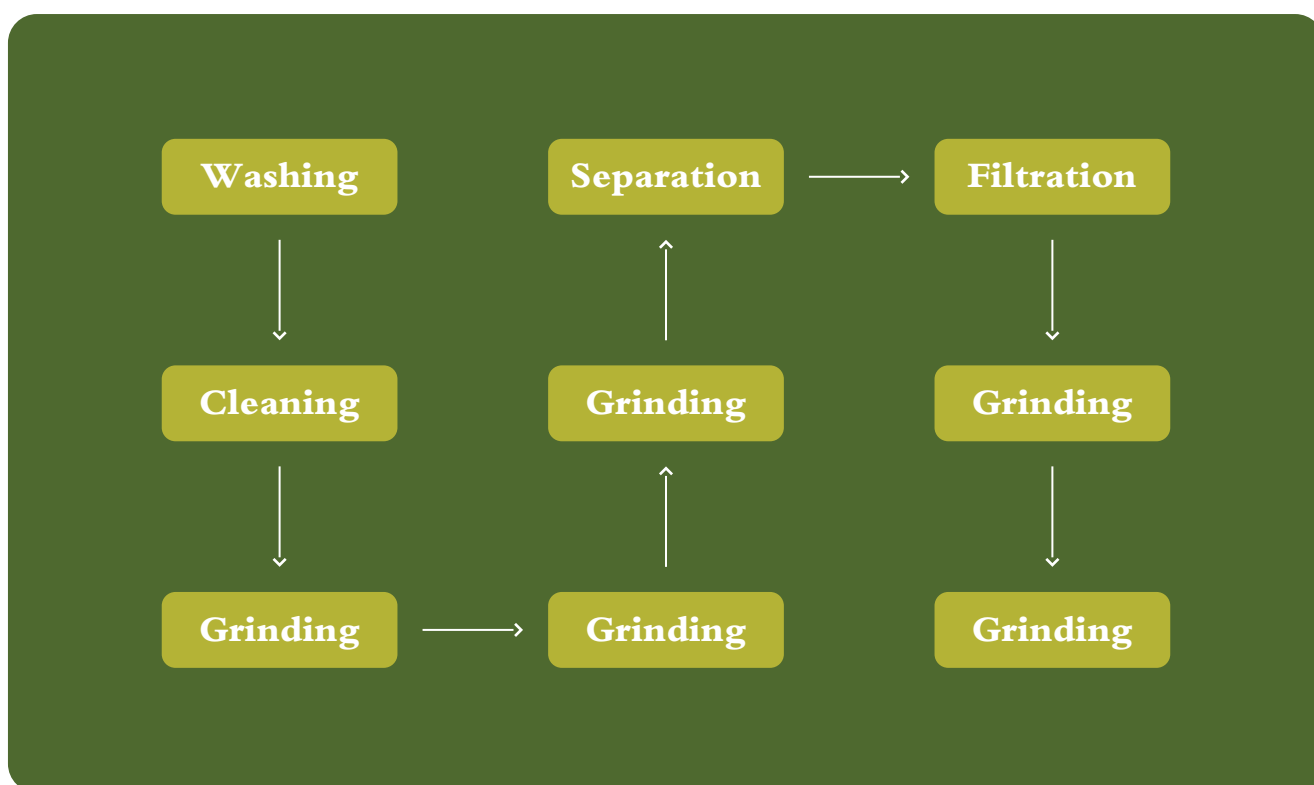 Washing
Cleaning
Grinding
Grinding
Grinding
Separation
Filtration
Grinding
Grinding